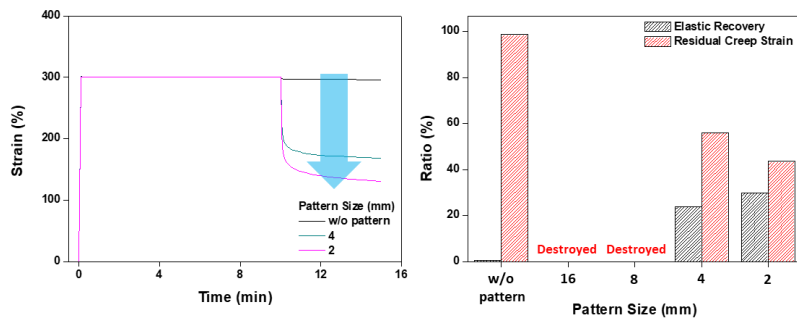 400
300
200
100
0
Strain (%)
Pattern Size (mm)
w/o pattern
4
2
0
4
8
12
16
Time (min)
Elastic Recovery
Residual Creep Strain
100
80
60
40
20
0
Ratio (%)
Destroyed
Destroyed
w/o
pattern
16
8
4
2
Pattern Size (mm)